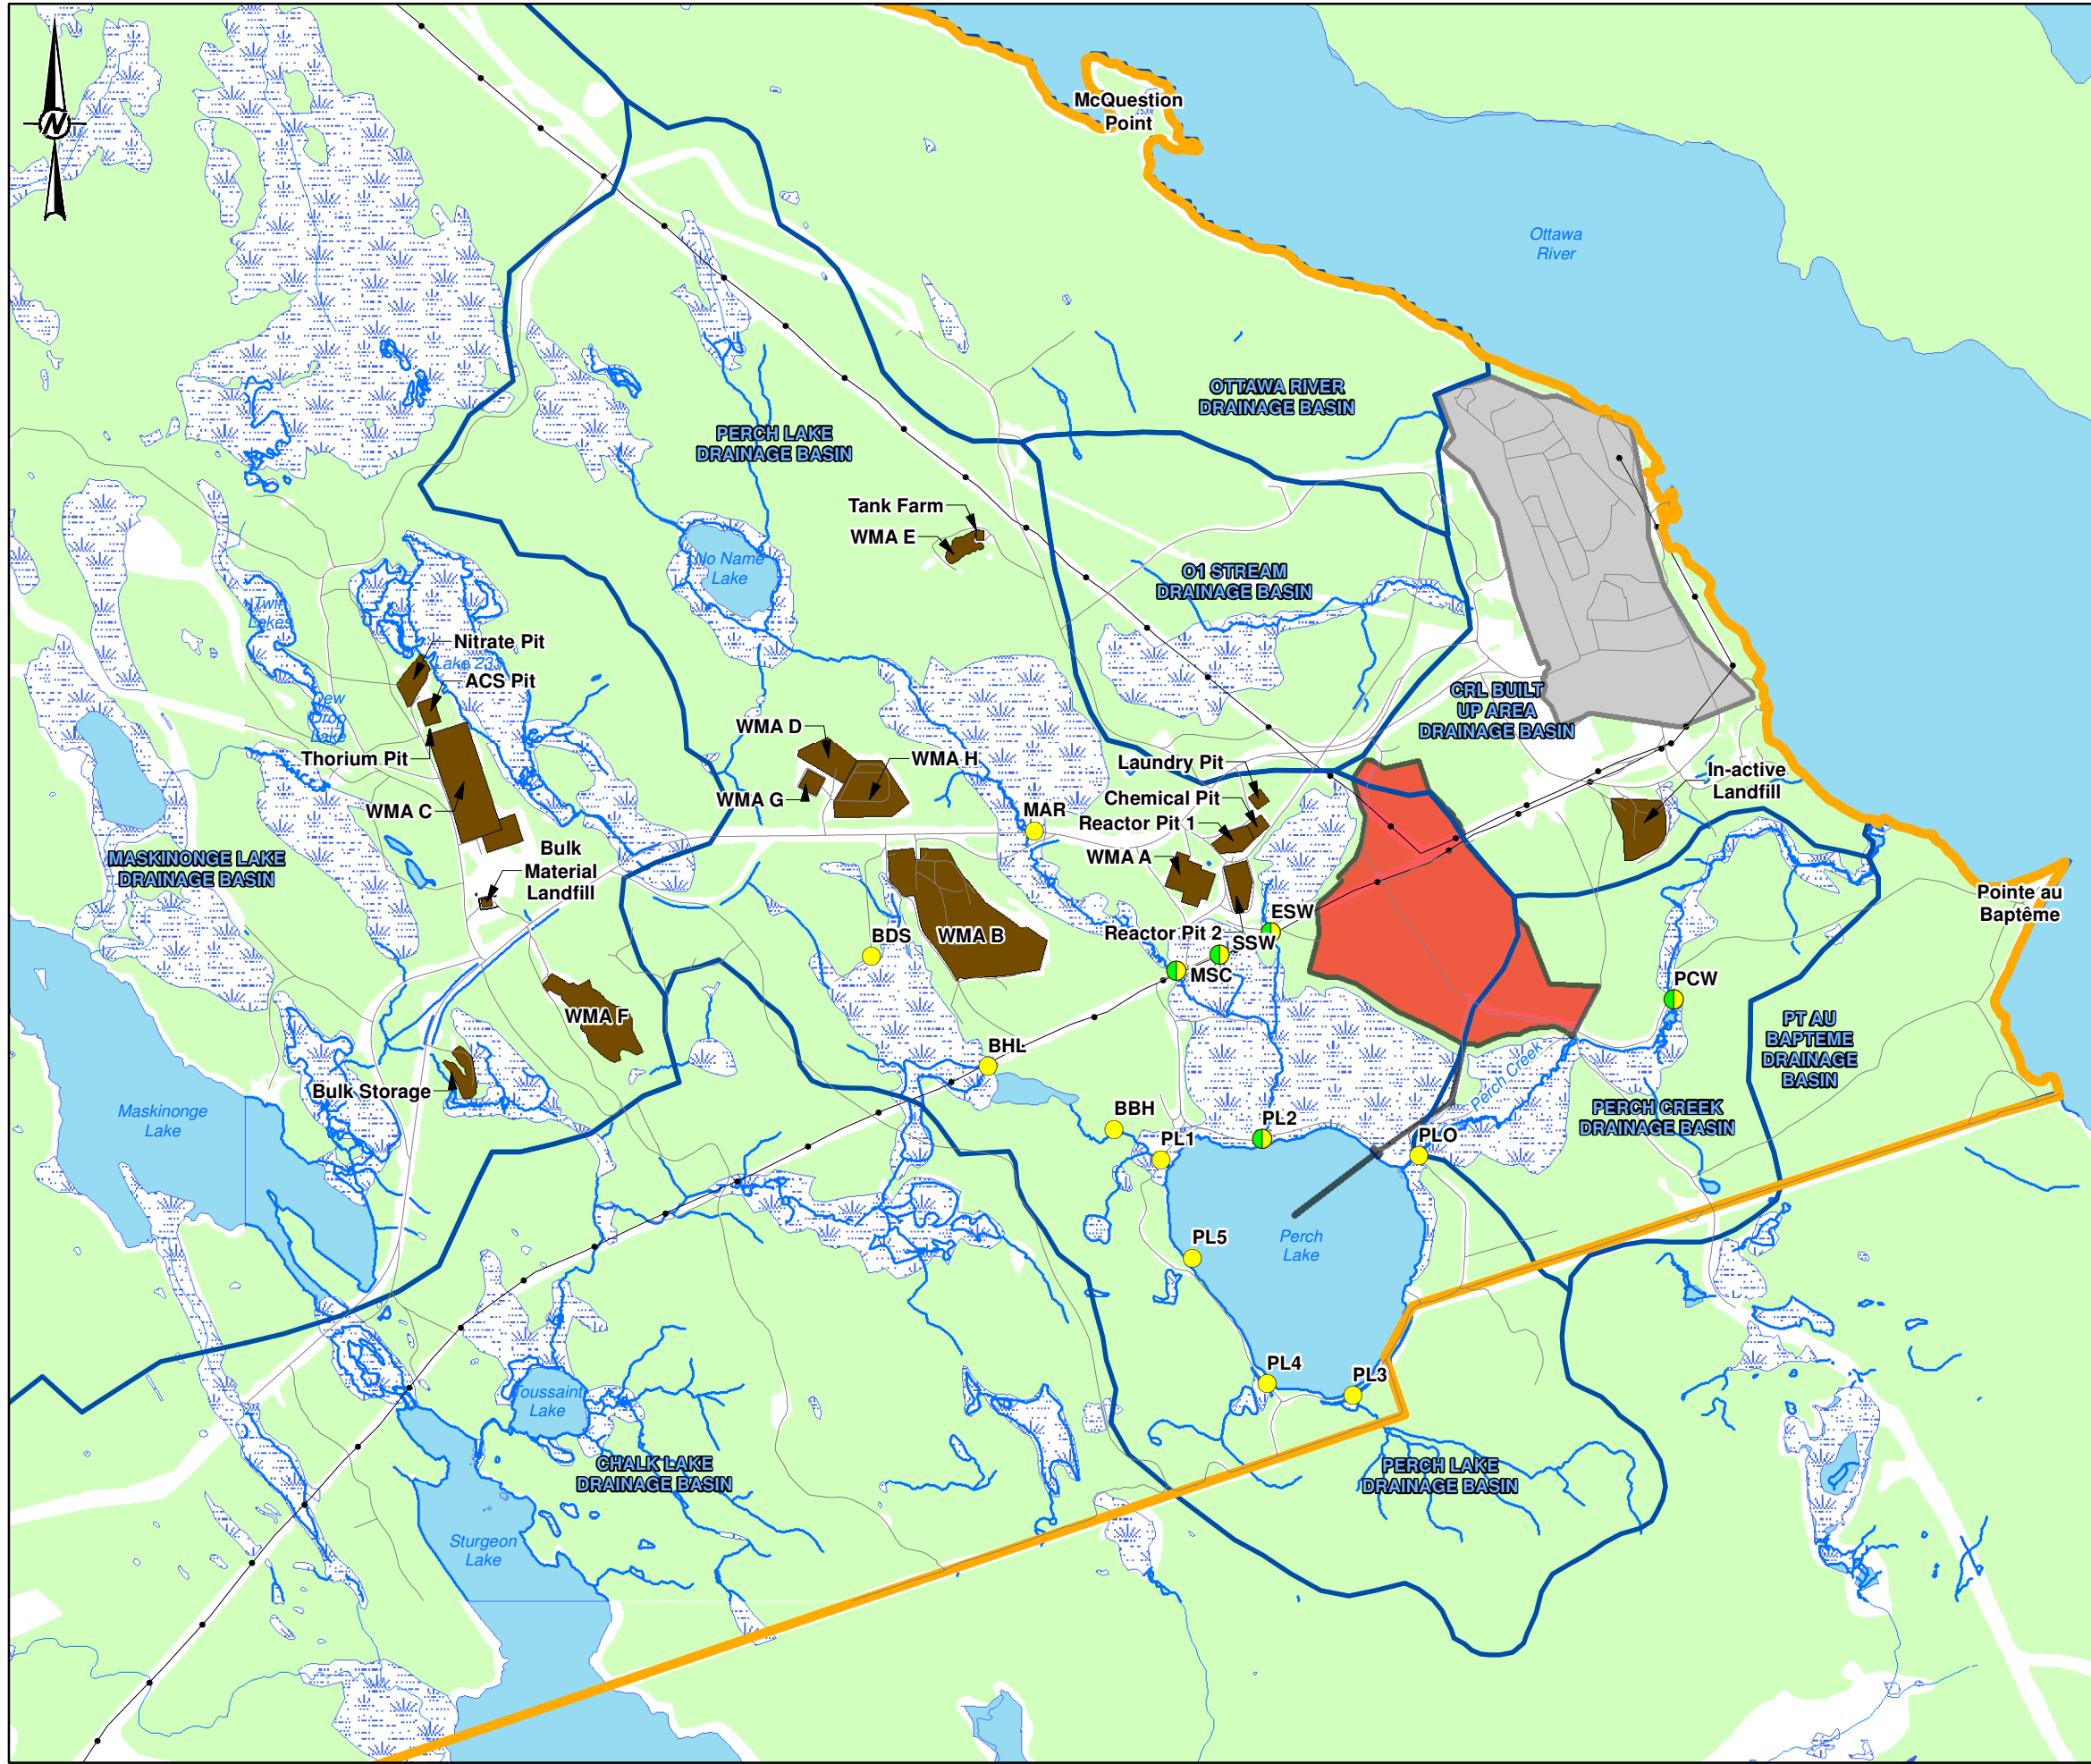 N
McQuestion
Point
Ottawa
River
OTTAWA RIVER
DRAINAGE BASIN
PERCH LAKE
DRAINAGE BASIN
Tank Farm
WMA E
No Name
Lake
O1 STREAM
DRAINAGE BASIN
Twin
Lakes
Nitrate Pit
Lake 233
ACS Pit
Dew
Drop
Lake
CRL BUILT
UP AREA
DRAINAGE BASIN
WMA D
Thorium Pit
WMA H
Laundry Pit
In-active
Landfill
WMA G
Chemical Pit
WMA C
MAR
Reactor Pit 1
Bulk
Material
Landfill
WMA A
MASKINONGE LAKE
DRAINAGE BASIN
Pointe au
Baptême
ESW
BDS
WMA B
Reactor Pit 2
SSW
MSC
PCW
WMA F
PT AU
BAPTEME
DRAINAGE
BASIN
BHL
Perch Creek
Bulk Storage
Maskinonge
Lake
BBH
PL2
PERCH CREEK
DRAINAGE BASIN
PL1
PLO
PL5
Perch
Lake
PL4
PL3
Toussaint
Lake
CHALK LAKE
DRAINAGE BASIN
PERCH LAKE
DRAINAGE BASIN
Sturgeon
Lake